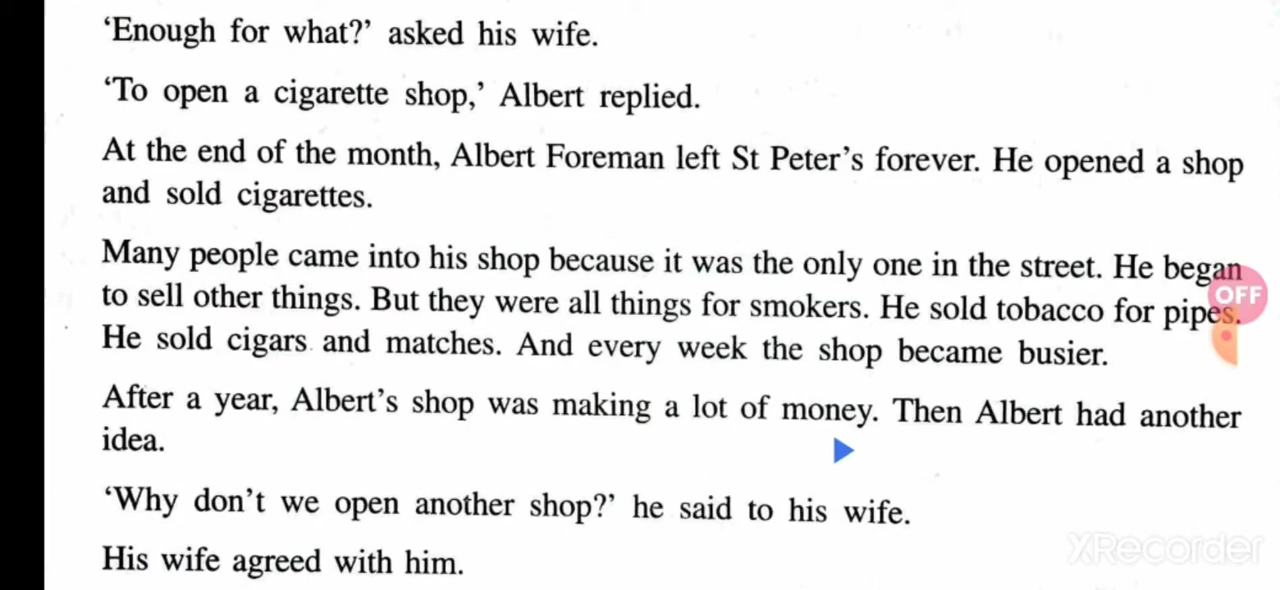 ‘Enough for what?’ asked his wife.
‘To open a cigarette shop,’ Albert replied.
At the end of the month, Albert Foreman left St Peter’s forever. He opened a shop
and sold cigarettes.
Many people came into his shop because it was the only one in the street. He began
to sell other things. But they were all things for smokers. He sold tobacco for pipes.
He sold cigars and matches. And every week the shop became busier.
After a year, Albert’s shop was making a lot of money. Then Albert had another
idea.
‘Why don’t we open another shop?’ he said to his wife.
His wife agreed with him.
OFF
XRecorder